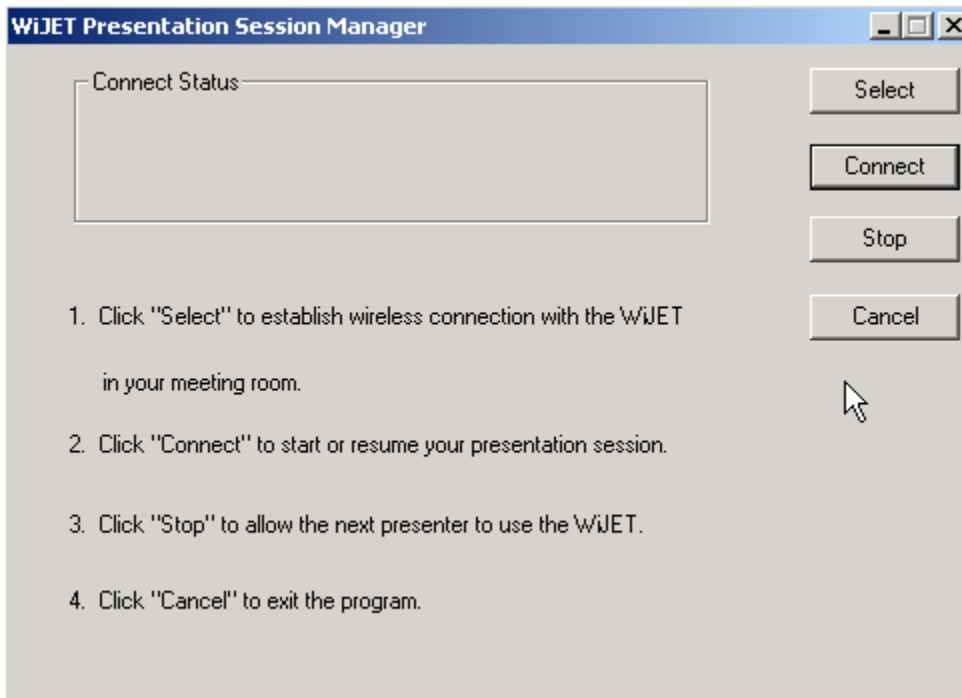 WiJET Presentation Session Manager
Connect Status
Select
Connect
Stop
Cancel
1. Click "Select" to establish wireless connection with the WiJET
in your meeting room.
2. Click "Connect" to start or resume your presentation session.
3. Click "Stop" to allow the next presenter to use the WiJET.
4. Click "Cancel" to exit the program.